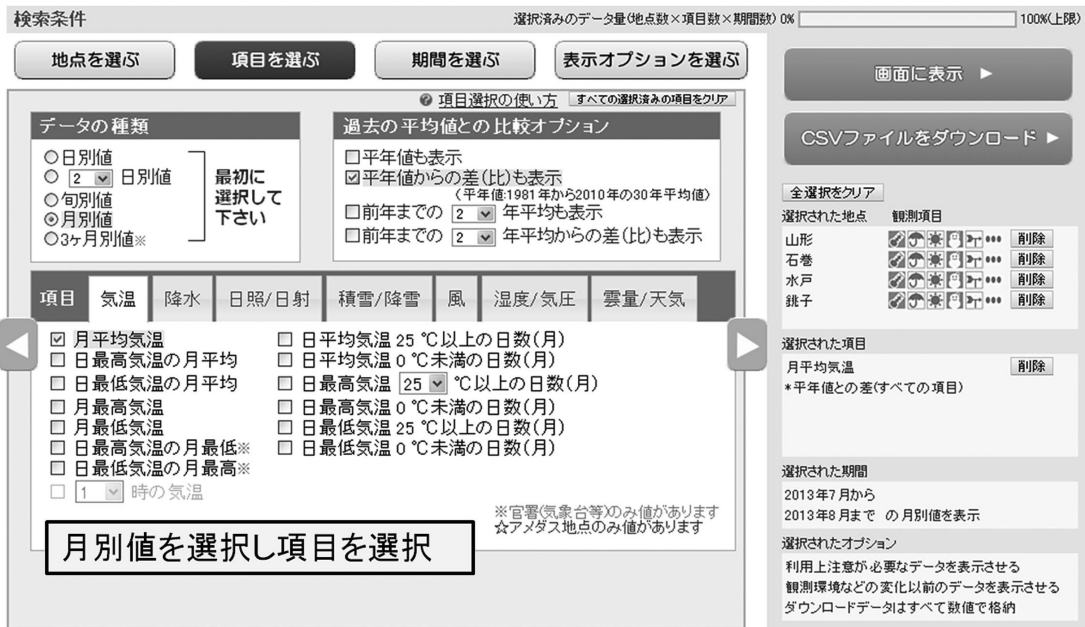 検索条件
選択済みのデータ量(地点数×項目数×期間数) 0% 100%(上限)
地点を選ぶ 項目を選ぶ 期間を選ぶ 表示オプションを選ぶ
項目選択の使い方 すべての選択済みの項目をクリア
データの種類
日別値
2 日別値
旬別値
月別値
3ヶ月別値※
最初に
選択して
下さい
過去の平均値との比較オプション
平年値も表示
平年値からの差(比)も表示
(平年値:1981年から2010年の30年平均値)
前年までの 2 年平均も表示
前年までの 2 年平均からの差(比)も表示
項目 気温 降水 日照/日射 積雪/降雪 風 湿度/気圧 雲量/天気
月平均気温
日最高気温の月平均
日最低気温の月平均
月最高気温
月最低気温
日最高気温の月最低※
日最低気温の月最高※
1 時の気温
日平均気温25℃以上の日数(月)
日平均気温0℃未満の日数(月)
日最高気温 25 ℃以上の日数(月)
日最高気温0℃未満の日数(月)
日最低気温25℃以上の日数(月)
日最低気温0℃未満の日数(月)
※官署(気象台等)のみ値があります
☆アメダス地点のみ値があります
月別値を選択し項目を選択
画面に表示
CSVファイルをダウンロード
全選択をクリア
選択された地点 観測項目
山形 削除
石巻 削除
水戸 削除
銚子 削除
選択された項目
月平均気温 削除
*平年値との差(すべての項目)
選択された期間
2013年7月から
2013年8月まで の月別値を表示
選択されたオプション
利用上注意が必要なデータを表示させる
観測環境などの変化以前のデータを表示させる
ダウンロードデータはすべて数値で格納